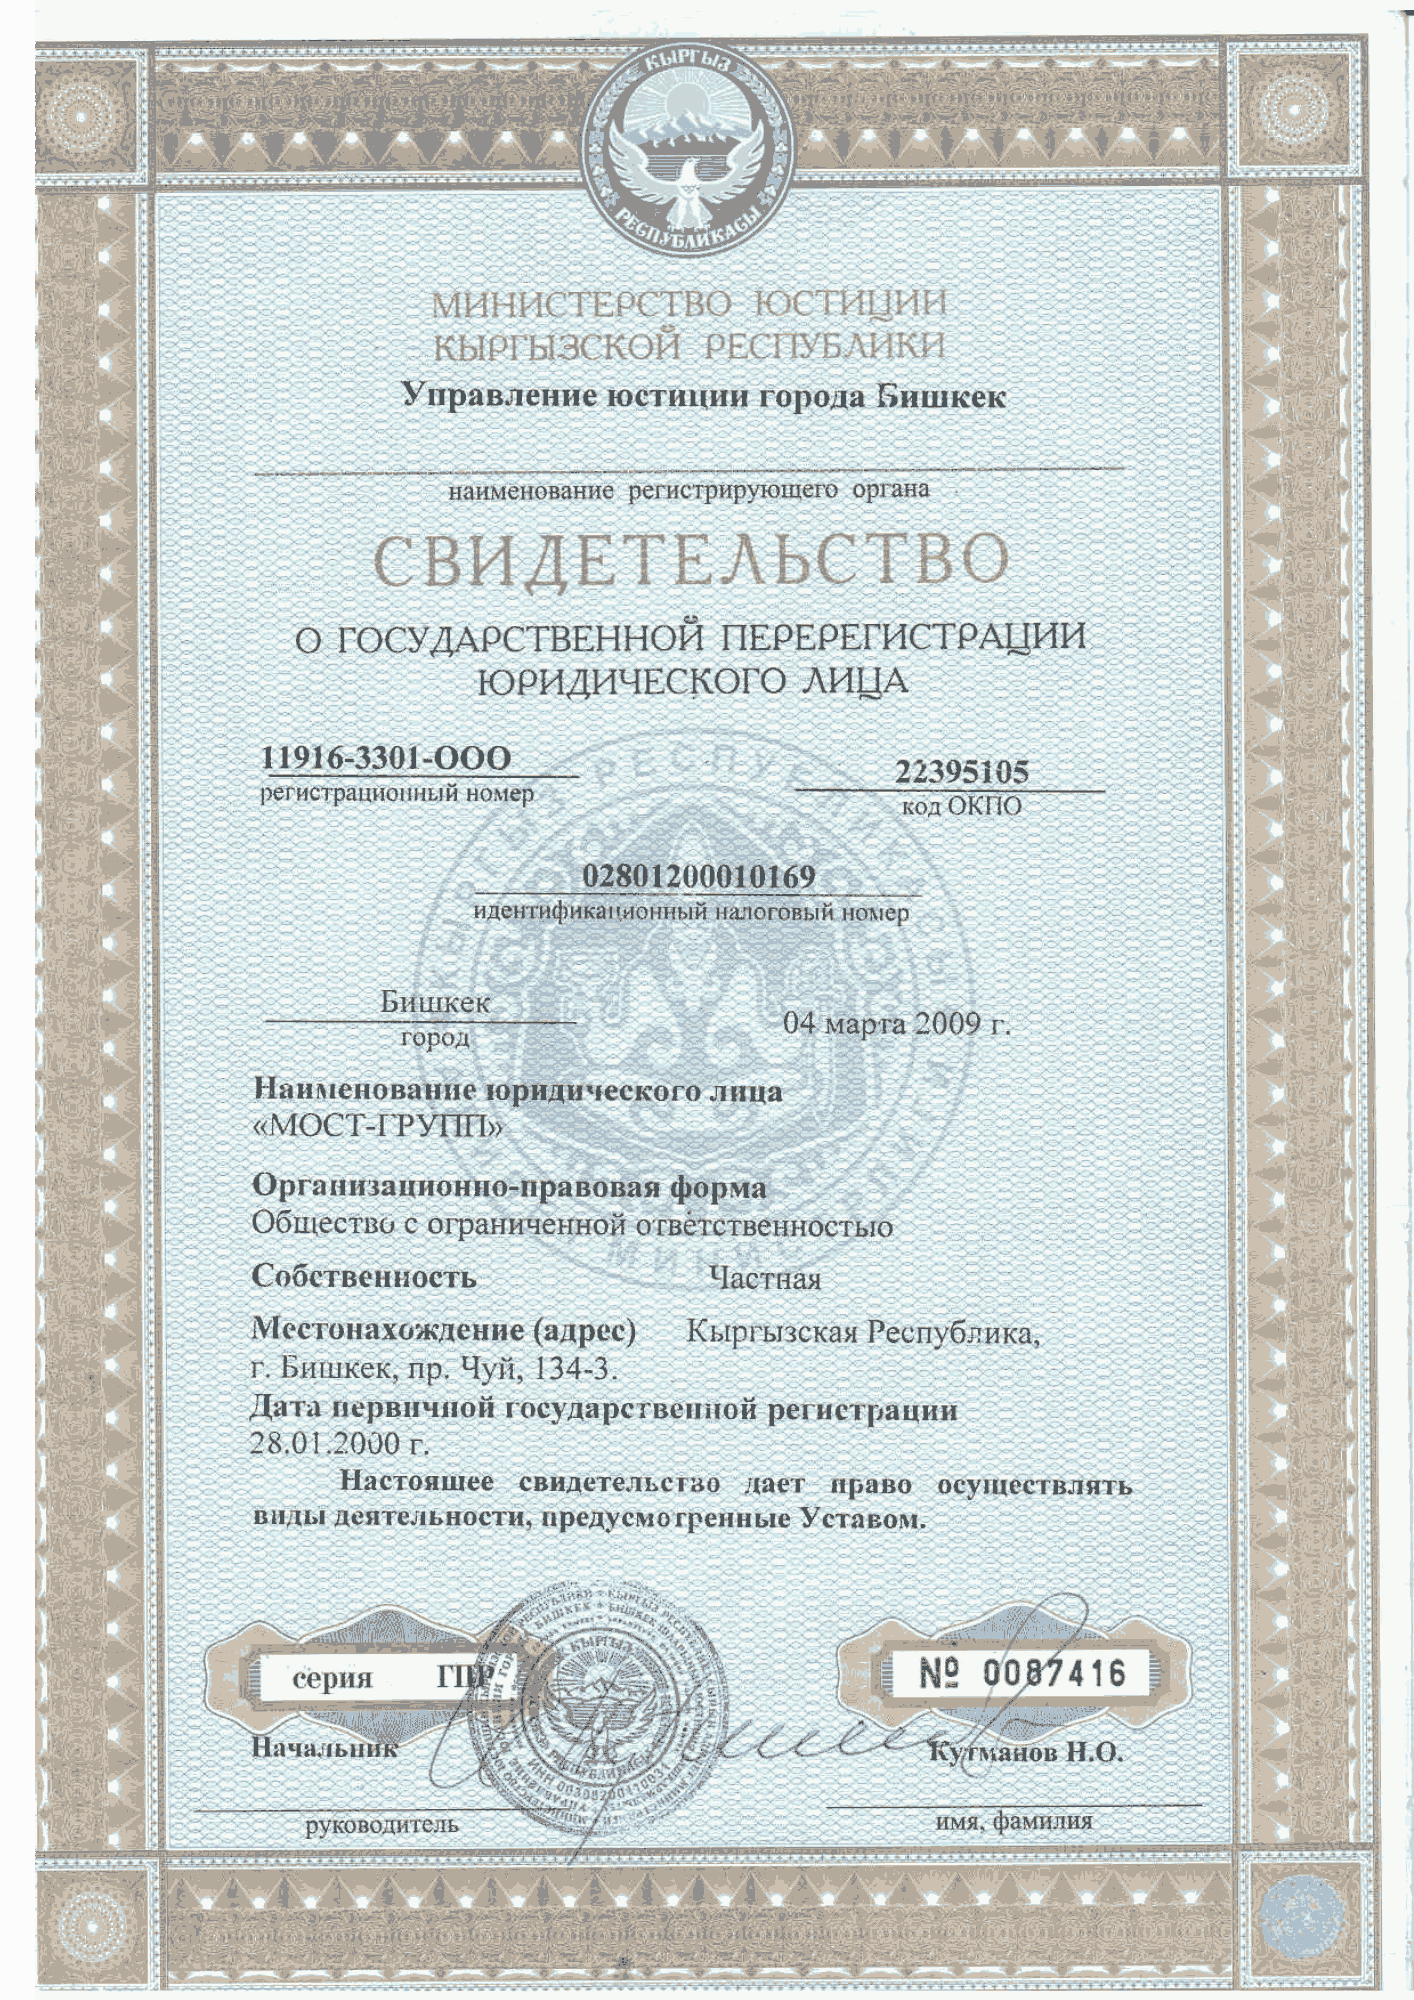 КЫРГЫЗ
РЕСПУБЛИКАСЫ
МИНИСТЕРСТВО ЮСТИЦИИ
КЫРГЫЗСКОЙ РЕСПУБЛИКИ
Управление юстиции города Бишкек
наименование регистрирующего органа
СВИДЕТЕЛЬСТВО
О ГОСУДАРСТВЕННОЙ ПЕРЕРЕГИСТРАЦИИ
ЮРИДИЧЕСКОГО ЛИЦА
11916-3301-ООО
22395105
регистрационный номер
код ОКПО
02801200010169
идентификационный налоговый номер
Бишкек
04 марта 2009 г.
город
Наименование юридического лица
«МОСТ-ГРУПП»
Организационно-правовая форма
Общество с ограниченной ответственностью
Собственность Частная
Местонахождение (адрес) Кыргызская Республика,
г. Бишкек, пр. Чуй, 134-3.
Дата первичной государственной регистрации
28.01.2000 г.
Настоящее свидетельство дает право осуществлять
виды деятельности, предусмотренные Уставом.
серия ГПР
№ 0087416
Начальник
Кутманов Н.О.
руководитель
имя, фамилия